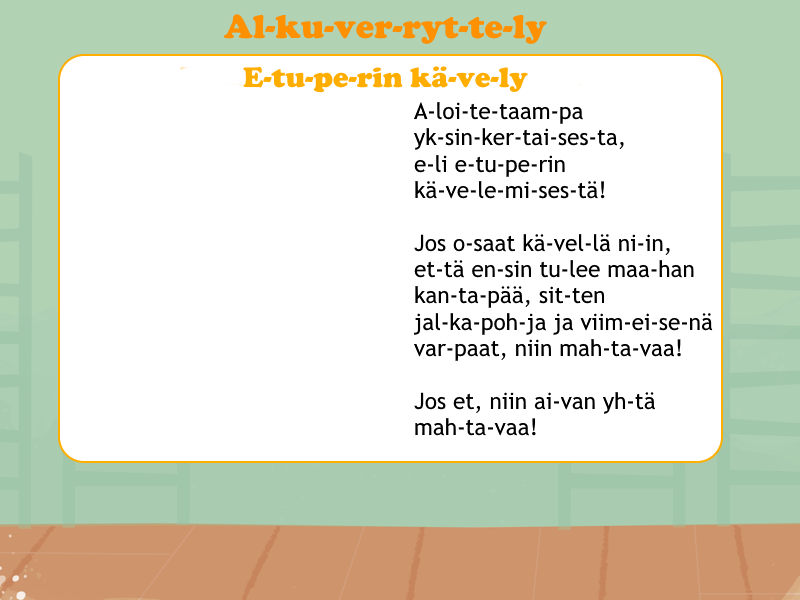 Al-ku-ver-ryt-te-ly
E-tu-pe-rin kä-ve-ly
A-loi-te-taam-pa
yk-sin-ker-tai-ses-ta,
e-li e-tu-pe-rin
kä-ve-le-mi-ses-tä!
Jos o-saat kä-vel-lä ni-in,
et-tä en-sin tu-lee maa-han
kan-ta-pää, sit-ten
jal-ka-poh-ja ja viim-ei-se-nä
var-paat, niin mah-ta-vaa!
Jos et, niin ai-van yh-tä
mah-ta-vaa!